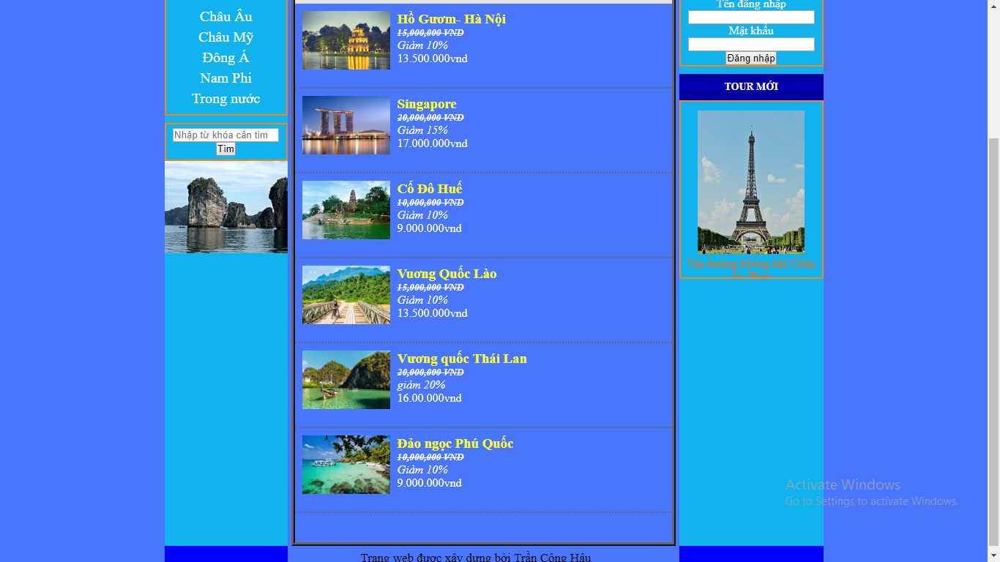 Châu Âu
Châu Mỹ
Đông Á
Nam Phi
Trong nước
Nhập từ khóa cần tìm
Tìm
Hồ Gươm- Hà Nội
15,000,000 VND
Giảm 10%
13.500.000vnd
Singapore
20,000,000 VND
Giảm 15%
17.000.000vnd
Cố Đô Huế
10,000,000 VND
Giảm 10%
9.000.000vnd
Vuơng Quốc Lào
15,000,000 VND
Giảm 10%
13.500.000vnd
Vương quốc Thái Lan
20,000,000 VND
giảm 20%
16.00.000vnd
Đảo ngọc Phú Quốc
10,000,000 VND
Giảm 10%
9.000.000vnd
Tên đăng nhập
Mật khẩu
Đăng nhập
TOUR MỚI
Tận hưởng không khí Châu
Activate Windows
Go to Settings to activate Windows.
Trang web được xây dựng bởi Trần Công Hậu